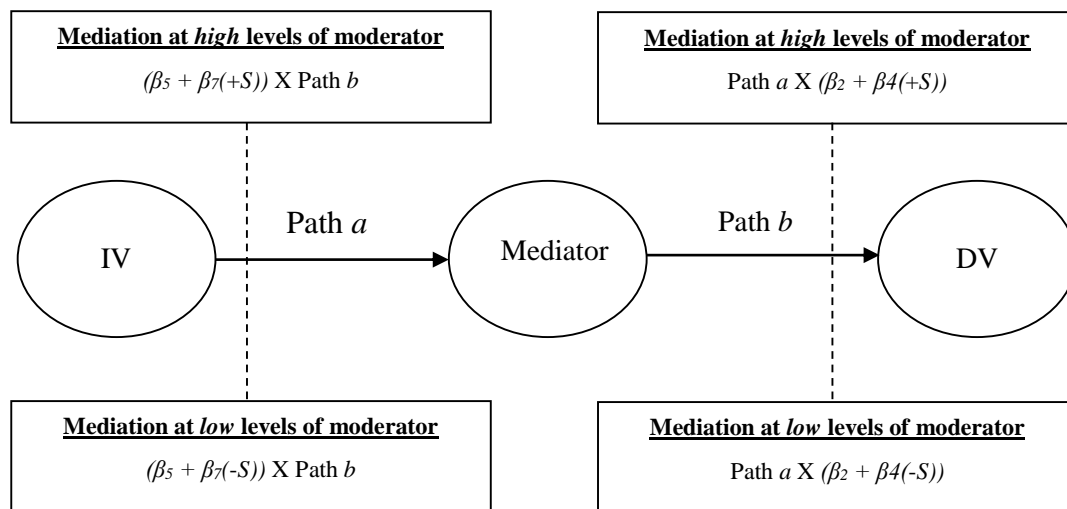 Mediation at high levels of moderator
(β5 + β7(+S)) X Path b
Mediation at high levels of moderator
Path a X (β2 + β4(+S))
IV
Path a
Mediator
Path b
DV
Mediation at low levels of moderator
(β5 + β7(-S)) X Path b
Mediation at low levels of moderator
Path a X (β2 + β4(-S))